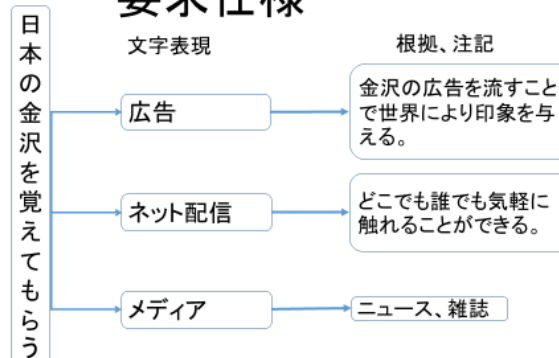 要求仕様
文字表現
根拠、注記
日本の金沢を覚えてもらう
広告
金沢の広告を流すこと
で世界により印象を与
える。
ネット配信
どこでも誰でも気軽に
触れることができる。
メディア
ニュース、雑誌